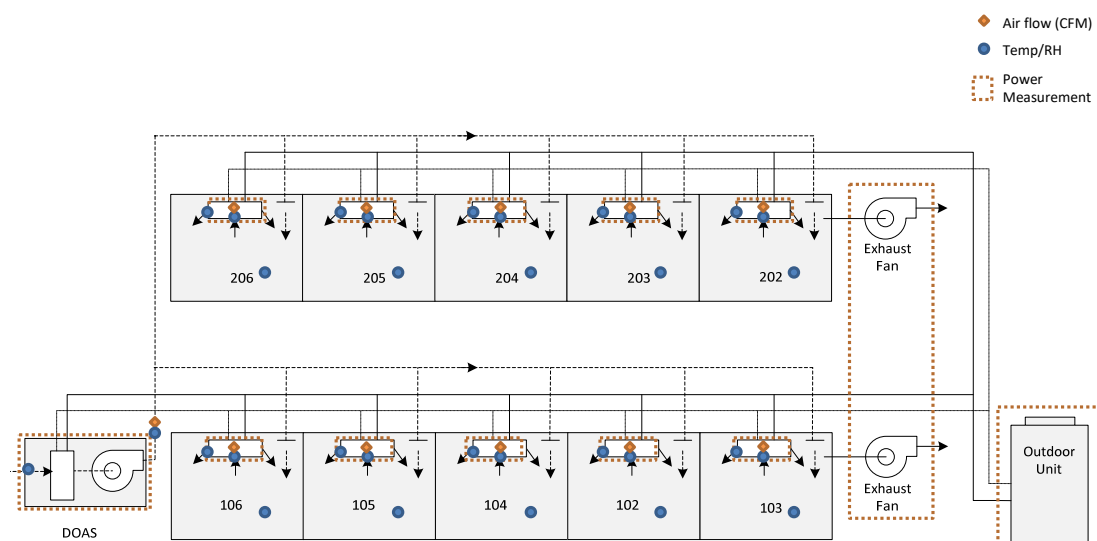 Air flow (CFM)
Temp/RH
Power
Measurement
206
205
204
203
202
Exhaust
Fan
106
105
104
102
103
Exhaust
Fan
Outdoor
Unit
DOAS